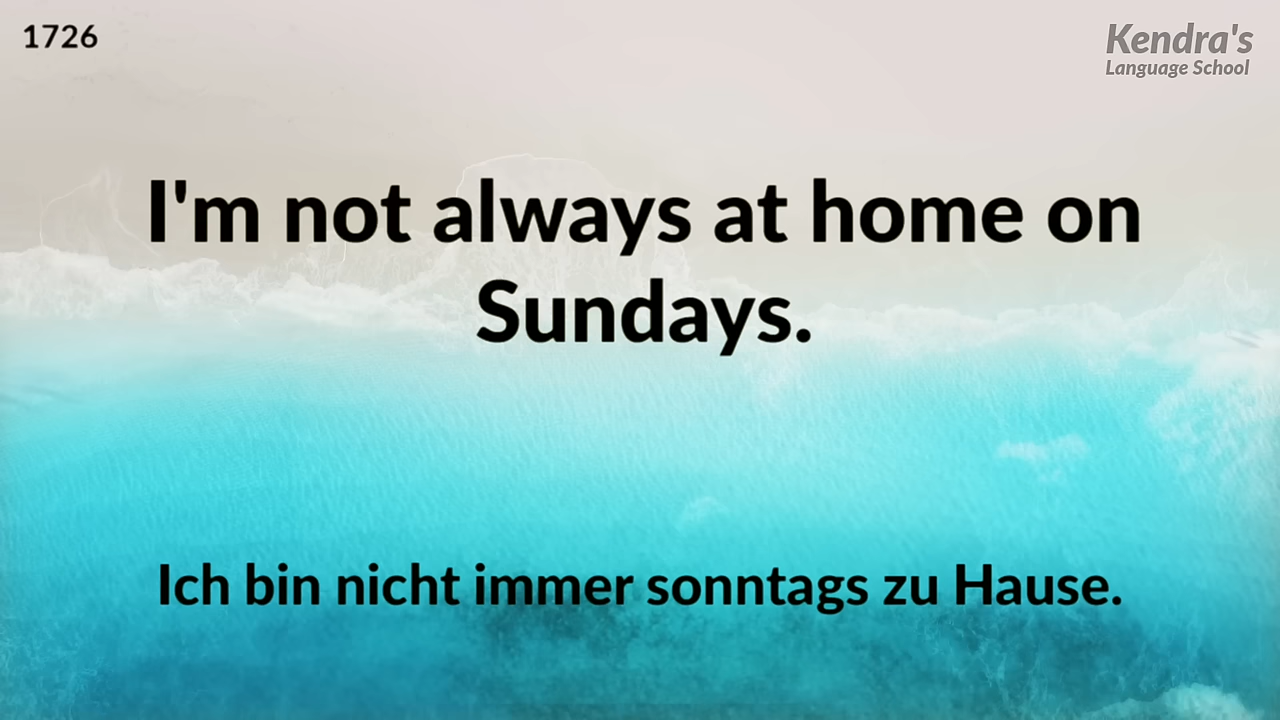 1726
Kendra's
Language School
I'm not always at home on
Sundays.
Ich bin nicht immer sonntags zu Hause.